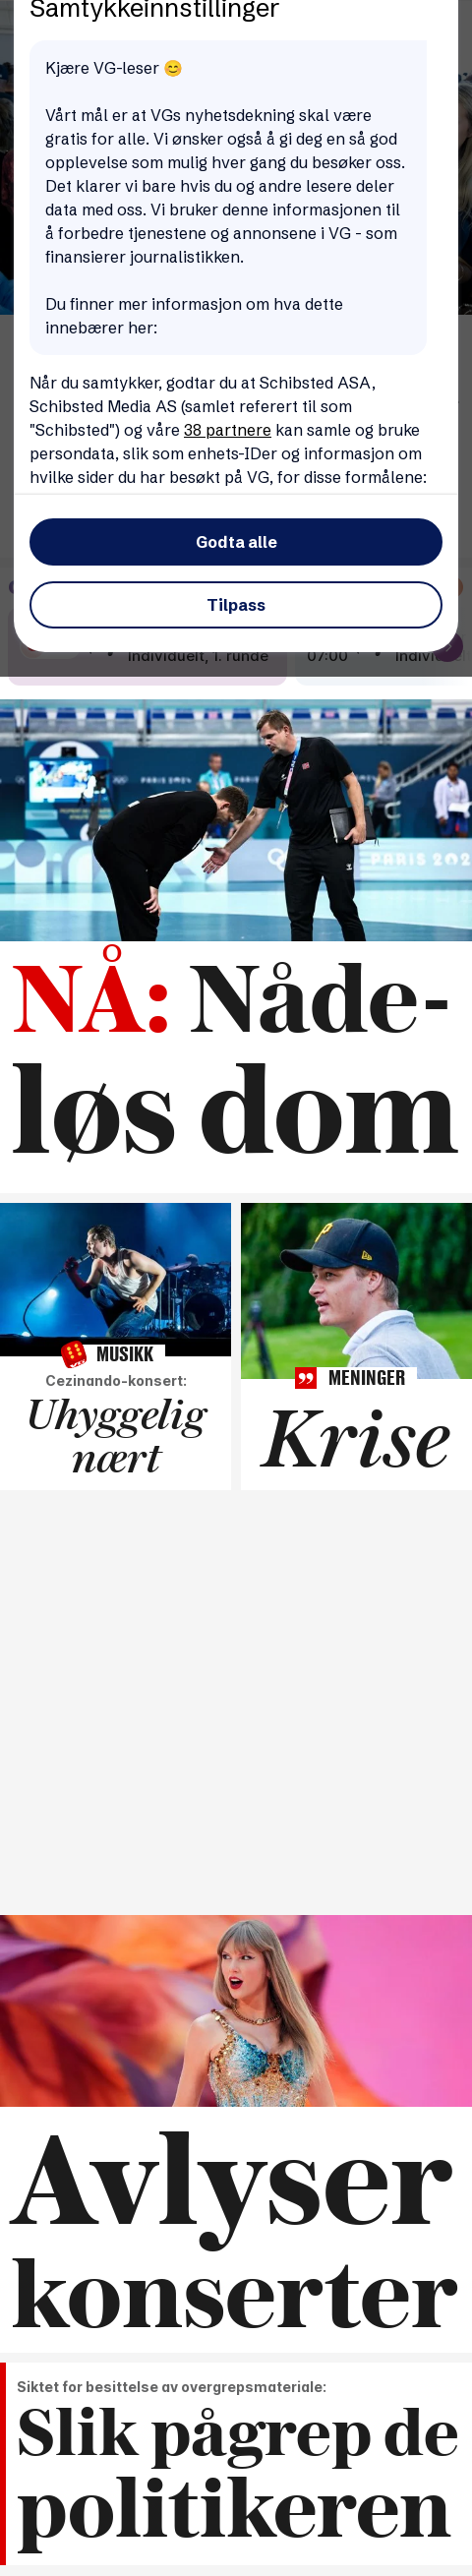 Samtykkeinnstillinger
Kjære VG-leser 😊
Vårt mål er at VGs nyhetsdekning skal være
gratis for alle. Vi ønsker også å gi deg en så god
opplevelse som mulig hver gang du besøker oss.
Det klarer vi bare hvis du og andre lesere deler
data med oss. Vi bruker denne informasjonen til
å forbedre tjenestene og annonsene i VG - som
finansierer journalistikken.
Du finner mer informasjon om hva dette
innebærer her:
Når du samtykker, godtar du at Schibsted ASA,
Schibsted Media AS (samlet referert til som
"Schibsted") og våre 38 partnere kan samle og bruke
persondata, slik som enhets-IDer og informasjon om
hvilke sider du har besøkt på VG, for disse formålene:
Godta alle
Tilpass
Individuelt, 1. runde
07:00
PARIS 2024
PARIS 202
NÅ: Nåde-
løs dom
MUSIKK
Cezinando-konsert:
Uhyggelig
nært
MENINGER
Krise
Avlyser
konserter
Siktet for besittelse av overgrepsmateriale:
Slik pågrep de
politikeren